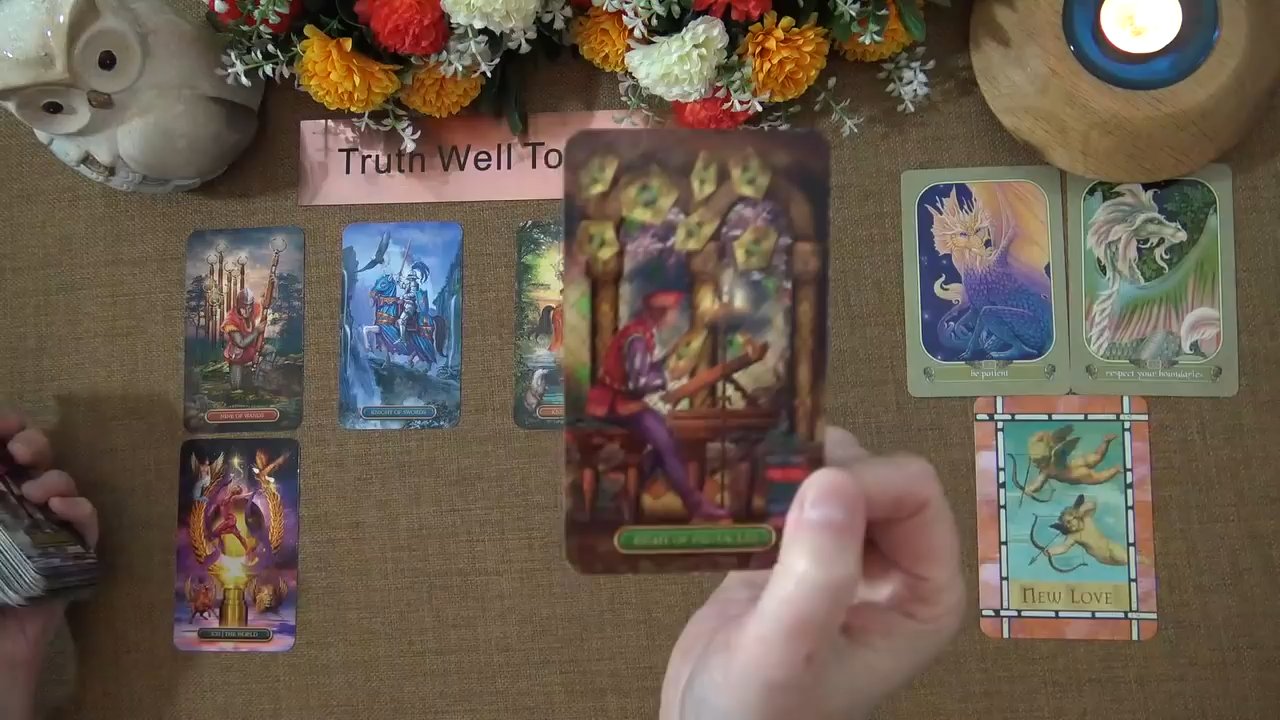 Truth Well To
NINE OF WANDS
KNIGHT OF SWORDS
EIGHT OF PENTACLES
be patient
respect your boundaries
XXI | THE WORLD
NEW LOVE